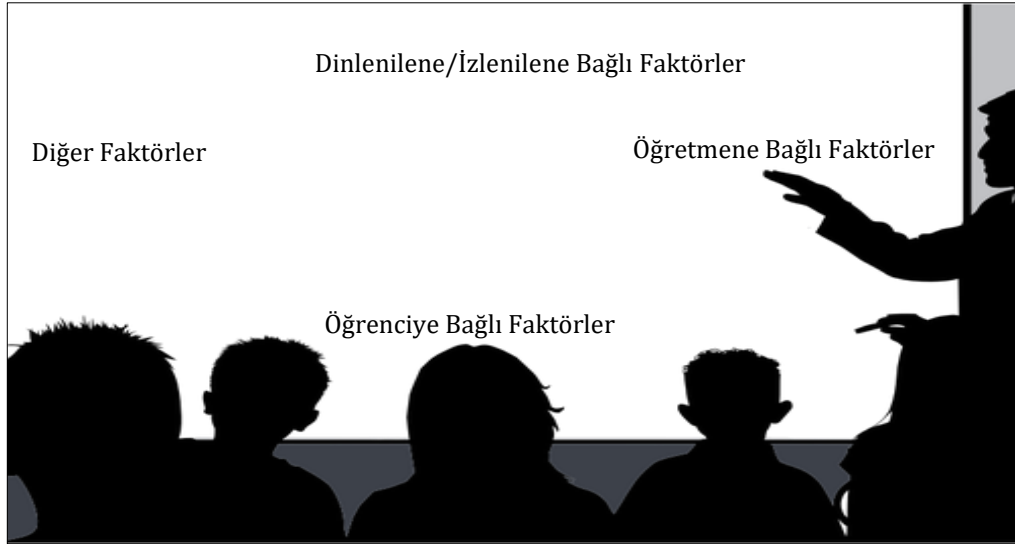 Dinlenilene/İzlenilene Bağlı Faktörler
Diğer Faktörler
Öğretmene Bağlı Faktörler
Öğrenciye Bağlı Faktörler